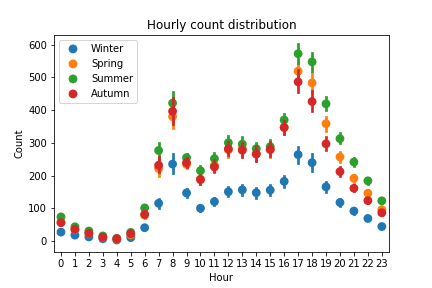 Hourly count distribution
Winter
Spring
Summer
Autumn
600
500
400
300
200
100
0
Count
0 1 2 3 4 5 6 7 8 9 10 11 12 13 14 15 16 17 18 19 20 21 22 23
Hour